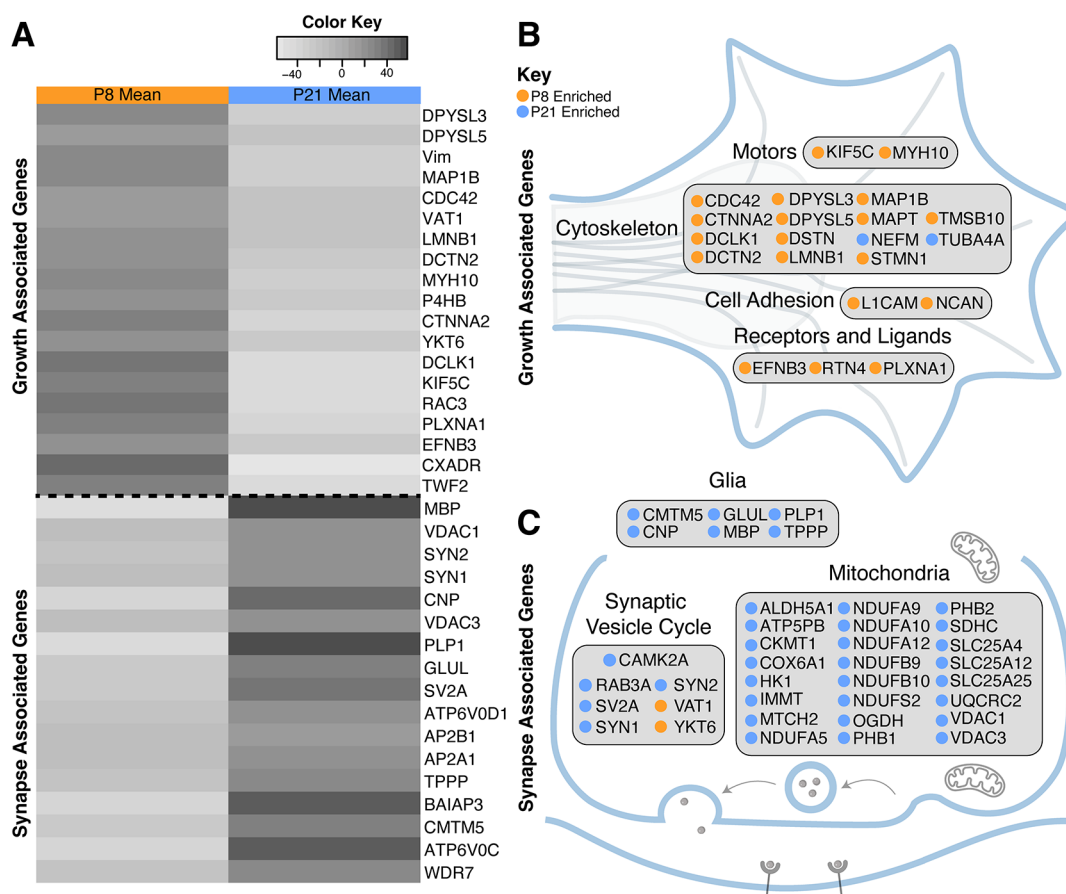 A
Color Key
−40
0
40
P8 Mean
P21 Mean
Growth Associated Genes
DPYSL3
DPYSL5
Vim
MAP1B
CDC42
VAT1
LMNB1
DCTN2
MYH10
P4HB
CTNNA2
YKT6
DCLK1
KIF5C
RAC3
PLXNA1
EFNB3
CXADR
TWF2
Synapse Associated Genes
MBP
VDAC1
SYN2
SYN1
CNP
VDAC3
PLP1
GLUL
SV2A
ATP6V0D1
AP2B1
AP2A1
TPPP
BAIAP3
CMTM5
ATP6V0C
WDR7
B
Key
P8 Enriched
P21 Enriched
Growth Associated Genes
Motors KIF5C MYH10
Cytoskeleton
CDC42 DPYSL3 MAP1B
CTNNA2 DPYSL5 MAPT TMSB10
DCLK1 DSTN NEFM TUBA4A
DCTN2 LMNB1 STMN1
Cell Adhesion L1CAM NCAN
Receptors and Ligands
EFNB3 RTN4 PLXNA1
C
Synapse Associated Genes
Glia
CMTM5 GLUL PLP1
CNP MBP TPPP
Synaptic
Vesicle Cycle
CAMK2A
RAB3A SYN2
SV2A VAT1
SYN1 YKT6
Mitochondria
ALDH5A1 NDUFA9 PHB2
ATP5PB NDUFA10 SDHC
CKMT1 NDUFA12 SLC25A4
COX6A1 NDUFB9 SLC25A12
HK1 NDUFB10 SLC25A25
IMMT NDUFS2 UQCRC2
MTCH2 OGDH VDAC1
NDUFA5 PHB1 VDAC3